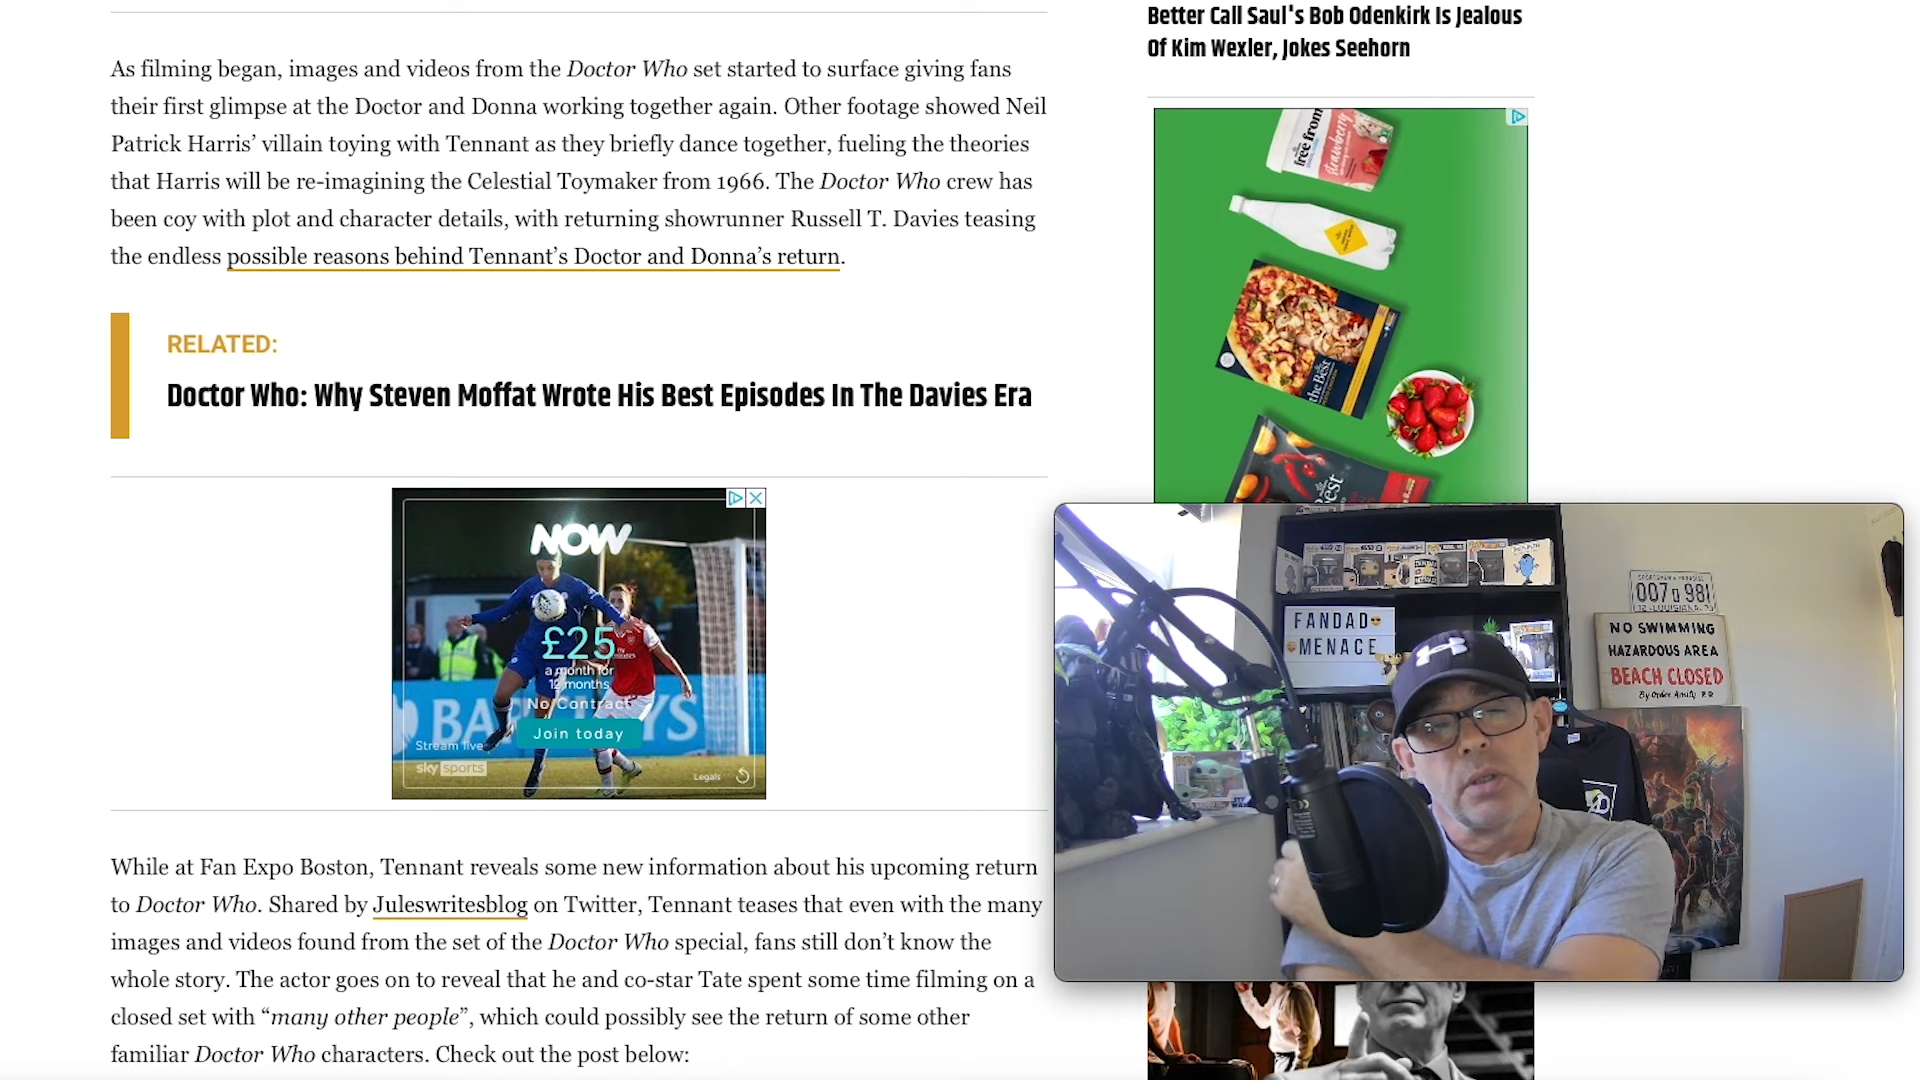 Better Call Saul's Bob Odenkirk Is Jealous
Of Kim Wexler, Jokes Seehorn
As filming began, images and videos from the Doctor Who set started to surface giving fans
their first glimpse at the Doctor and Donna working together again. Other footage showed Neil
Patrick Harris’ villain toying with Tennant as they briefly dance together, fueling the theories
that Harris will be re-imagining the Celestial Toymaker from 1966. The Doctor Who crew has
been coy with plot and character details, with returning showrunner Russell T. Davies teasing
the endless possible reasons behind Tennant’s Doctor and Donna’s return.
RELATED:
Doctor Who: Why Steven Moffat Wrote His Best Episodes In The Davies Era
free from
strawberry
the Best
Best
NOW
£25
a month for
12 months
No Contract
Join today
Stream live
sky sports
Legals
BARCLAYS
FANDAD
MENACE
007 981
NO SWIMMING
HAZARDOUS AREA
BEACH CLOSED
By Order Amity P.D.
While at Fan Expo Boston, Tennant reveals some new information about his upcoming return
to Doctor Who. Shared by Juleswritesblog on Twitter, Tennant teases that even with the many
images and videos found from the set of the Doctor Who special, fans still don’t know the
whole story. The actor goes on to reveal that he and co-star Tate spent some time filming on a
closed set with “many other people”, which could possibly see the return of some other
familiar Doctor Who characters. Check out the post below: